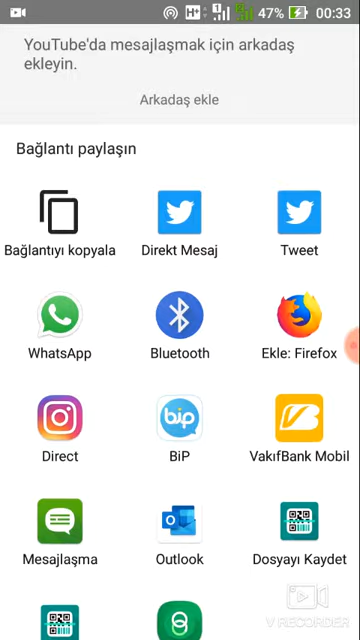 47% 00:33
YouTube'da mesajlaşmak için arkadaş
ekleyin.
Arkadaş ekle
Bağlantı paylaşın
Bağlantıyı kopyala
Direkt Mesaj
Tweet
WhatsApp
Bluetooth
Ekle: Firefox
Direct
bip
BiP
VakıfBank Mobil
Mesajlaşma
Outlook
Dosyayı Kaydet
V RECORDER